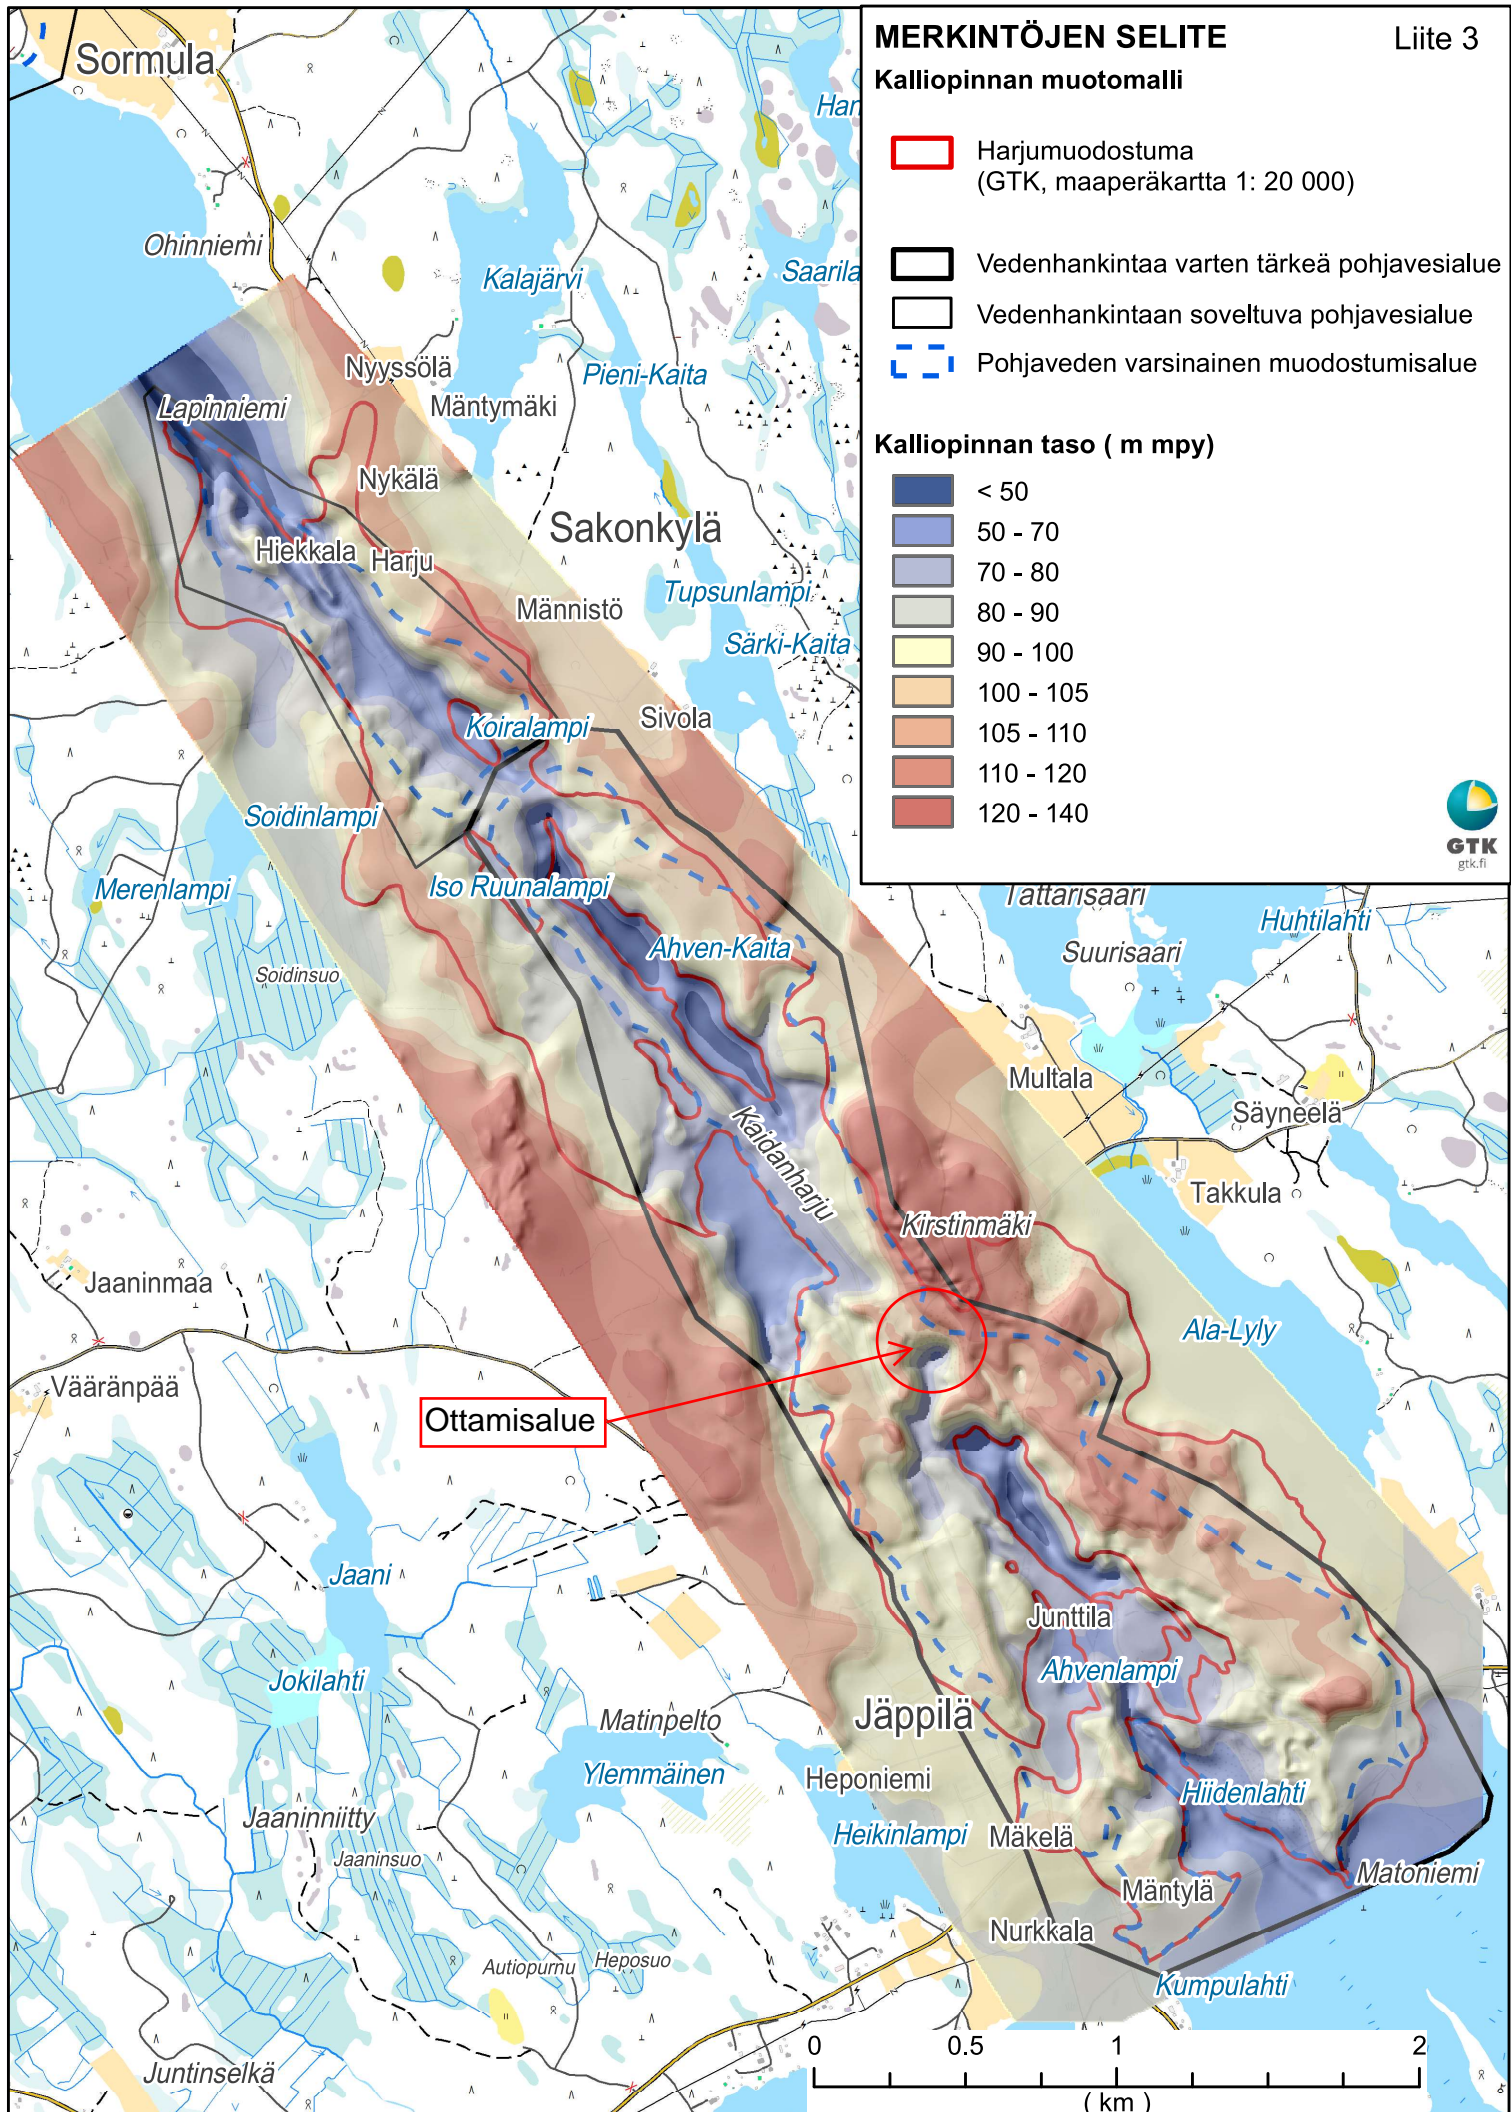 MERKINTÖJEN SELITE
Liite 3
Kalliopinnan muotomalli
Harjumuodostuma
(GTK, maaperäkartta 1: 20 000)
Vedenhankintaa varten tärkeä pohjavesialue
Vedenhankintaan soveltuva pohjavesialue
Pohjaveden varsinainen muodostumisalue
Kalliopinnan taso ( m mpy)
< 50
50 - 70
70 - 80
80 - 90
90 - 100
100 - 105
105 - 110
110 - 120
120 - 140
GTK
gtk.fi
Sormula
Han
Ohinniemi
Kalajärvi
Saarila
Nyyssölä
Pieni-Kaita
Lapinniemi
Mäntymäki
Nykälä
Sakonkylä
Hiekkala
Harju
Tupsunlampi
Männistö
Särki-Kaita
Koiralampi
Sivola
Soidinlampi
Merenlampi
Iso Ruunalampi
Tattarisaari
Huhtilahti
Ahven-Kaita
Suurisaari
Soidinsuo
Multala
Säyneelä
Kaidanharju
Takkula
Kirstinmäki
Jaaninmaa
Ala-Lyly
Vääränpää
Ottamisalue
Jaani
Junttila
Jokilahti
Ahvenlampi
Matinpelto
Jäppilä
Ylemmäinen
Heponiemi
Hiidenlahti
Jaaninniitty
Heikinlampi
Mäkelä
Jaaninsuo
Matoniemi
Mäntylä
Nurkkala
Autiopurnu
Heposuo
Kumpulahti
Juntinselkä
0
0.5
1
2
( km )